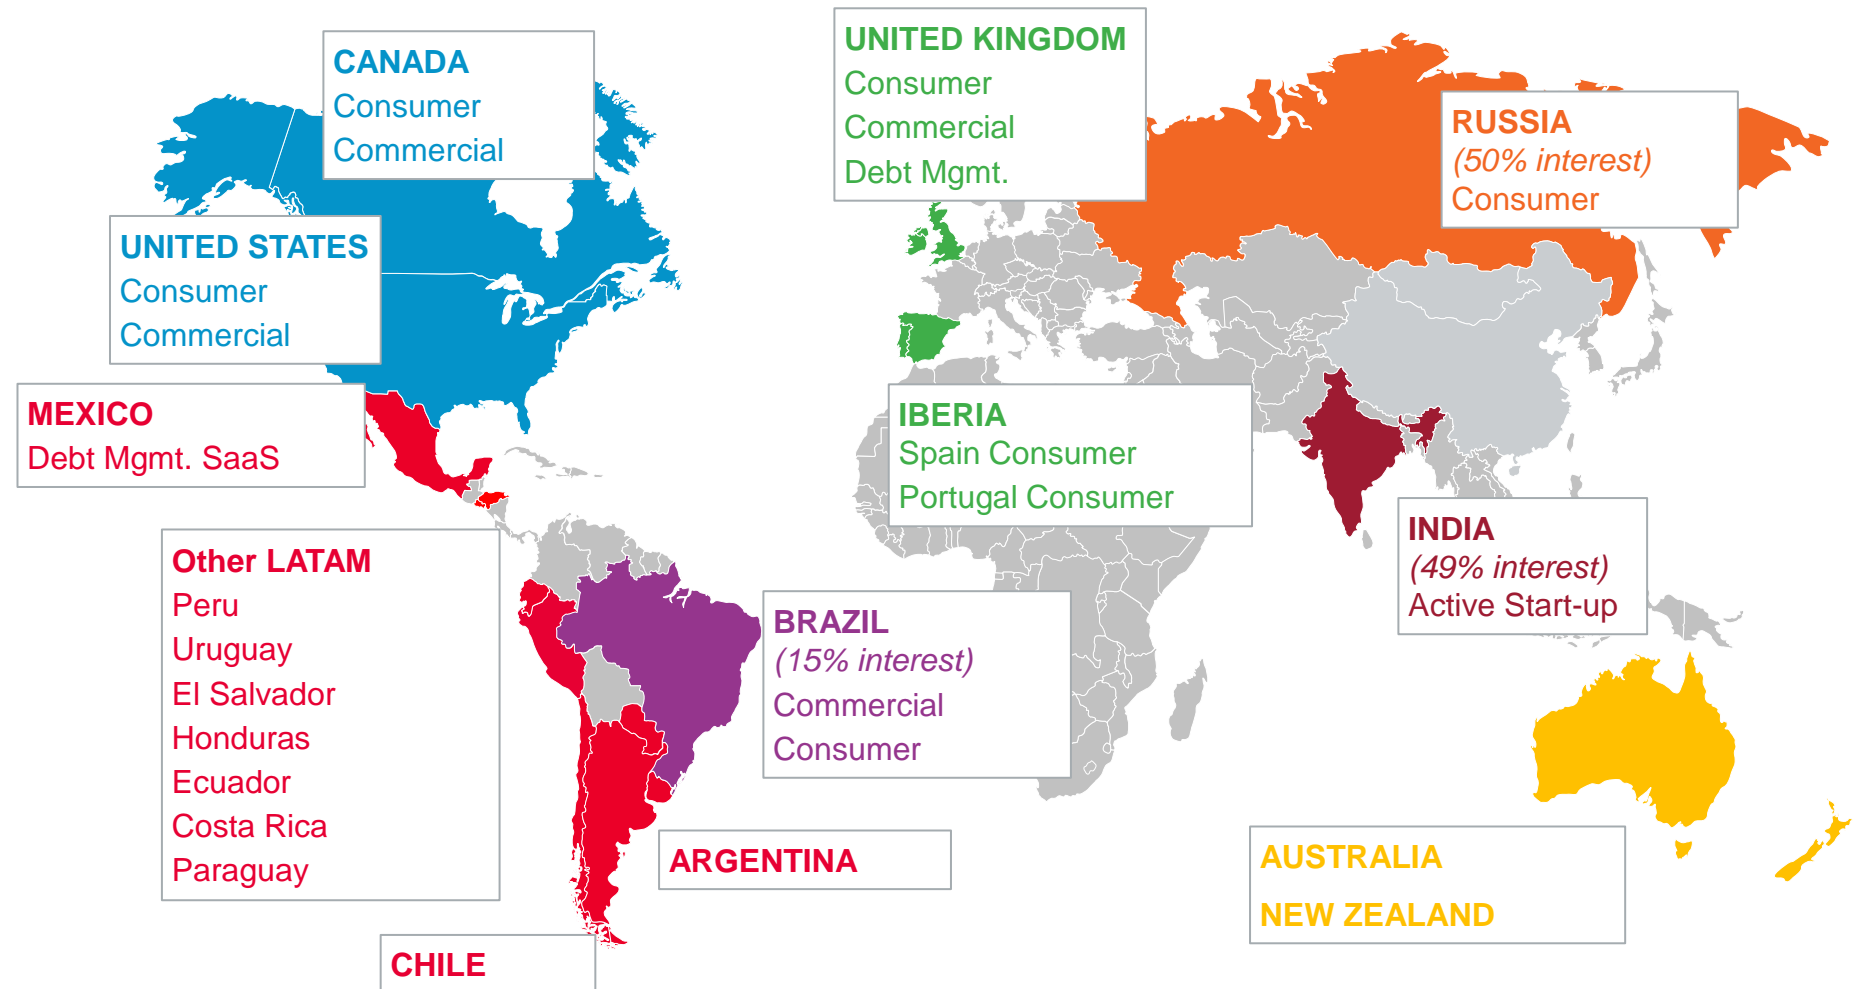 CANADA
Consumer
Commercial
UNITED STATES
Consumer
Commercial
MEXICO
Debt Mgmt. SaaS
Other LATAM
Peru
Uruguay
El Salvador
Honduras
Ecuador
Costa Rica
Paraguay
CHILE
ARGENTINA
BRAZIL
(15% interest)
Commercial
Consumer
UNITED KINGDOM
Consumer
Commercial
Debt Mgmt.
IBERIA
Spain Consumer
Portugal Consumer
RUSSIA
(50% interest)
Consumer
INDIA
(49% interest)
Active Start-up
AUSTRALIA
NEW ZEALAND